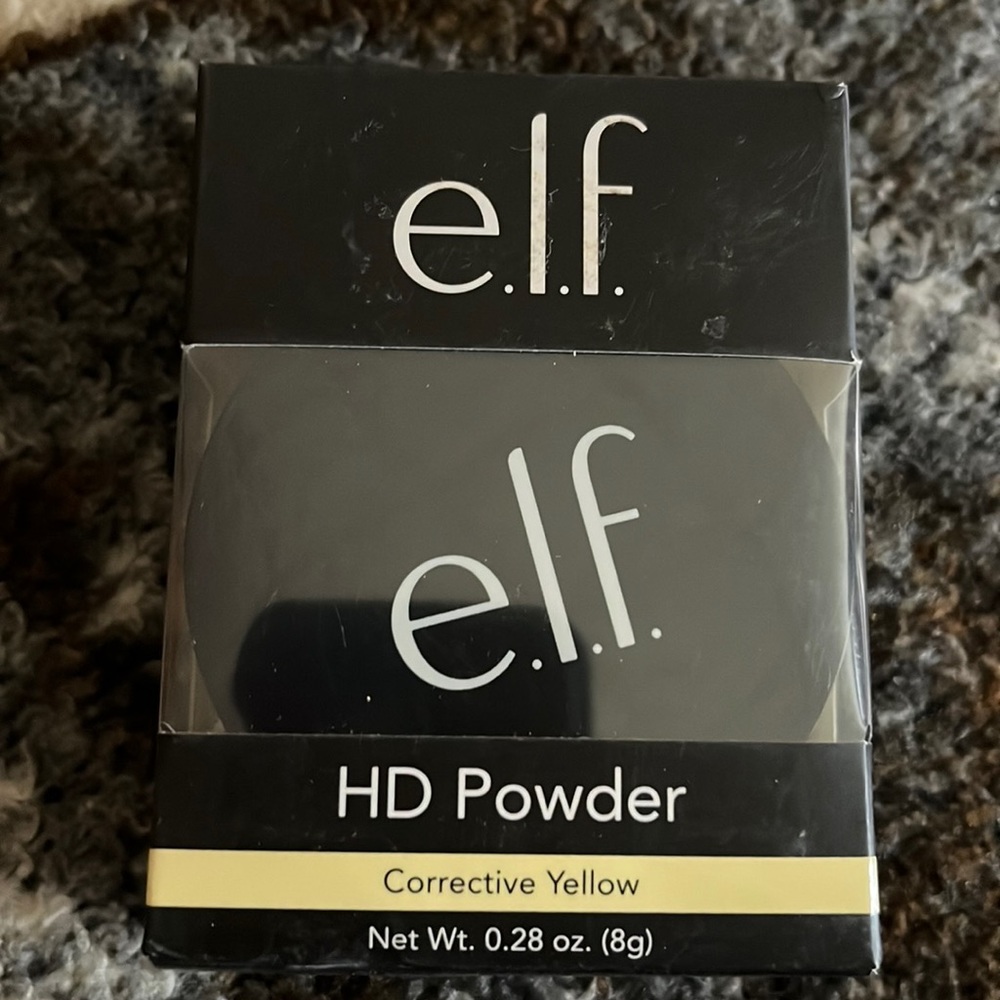 e.l.f.
e.l.f.
HD Powder
Corrective Yellow
Net Wt. 0.28 oz. (8g)